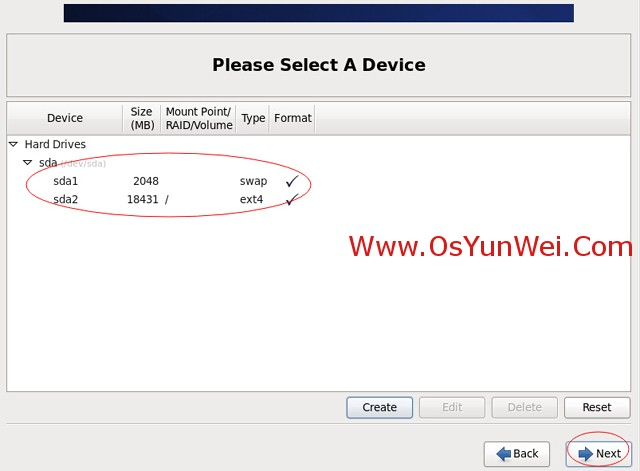 Please Select A Device
Device Size (MB) Mount Point/ RAID/Volume Type Format
Hard Drives
sda (/dev/sda)
sda1 2048 swap
sda2 18431 / ext4
Www.OsYunWei.Com
Create Edit Delete Reset
Back Next